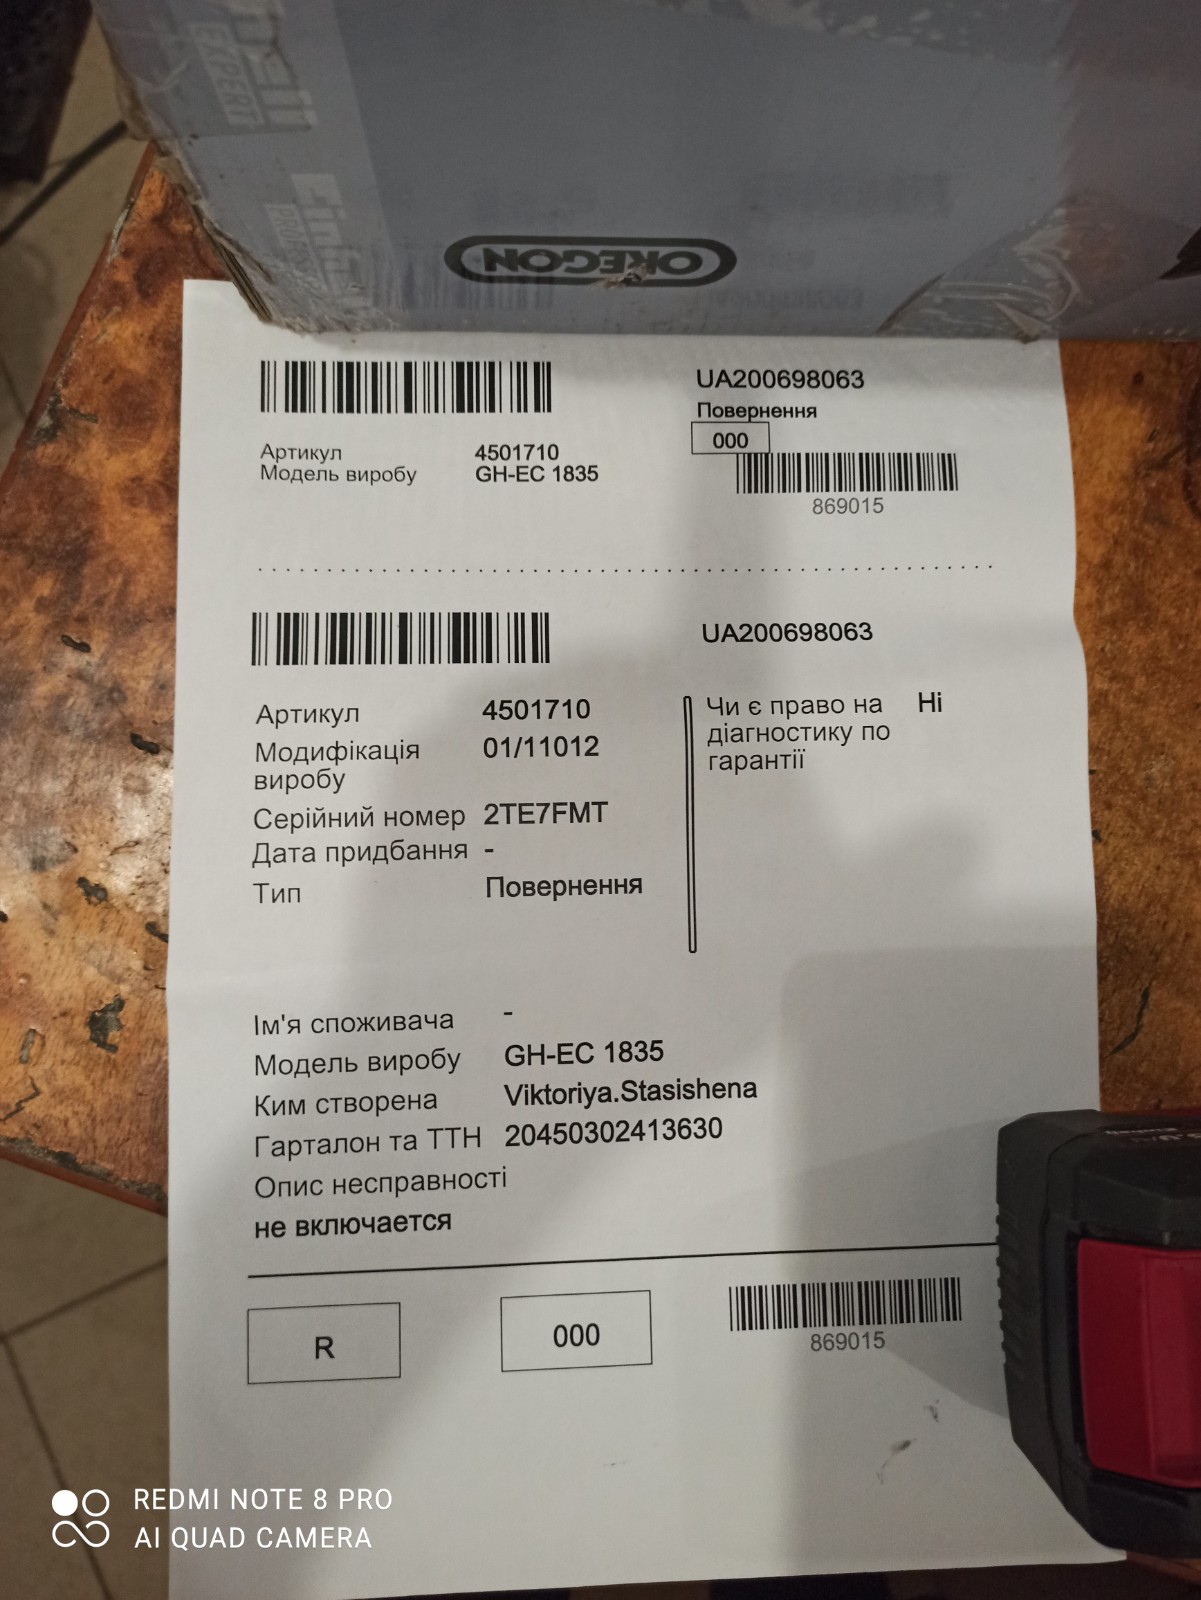 EXPERT
OREGON
UA200698063
Повернення
000
Артикул 4501710
Модель виробу GH-EC 1835
869015
UA200698063
Артикул 4501710
Модифікація виробу 01/11012
Серійний номер 2TE7FMT
Дата придбання -
Тип Повернення
Чи є право на Ні
діагностику по
гарантії
Ім'я споживача -
Модель виробу GH-EC 1835
Ким створена Viktoriya.Stasishena
Гарталон та ТТН 20450302413630
Опис несправності
не включается
R
000
869015
REDMI NOTE 8 PRO
AI QUAD CAMERA